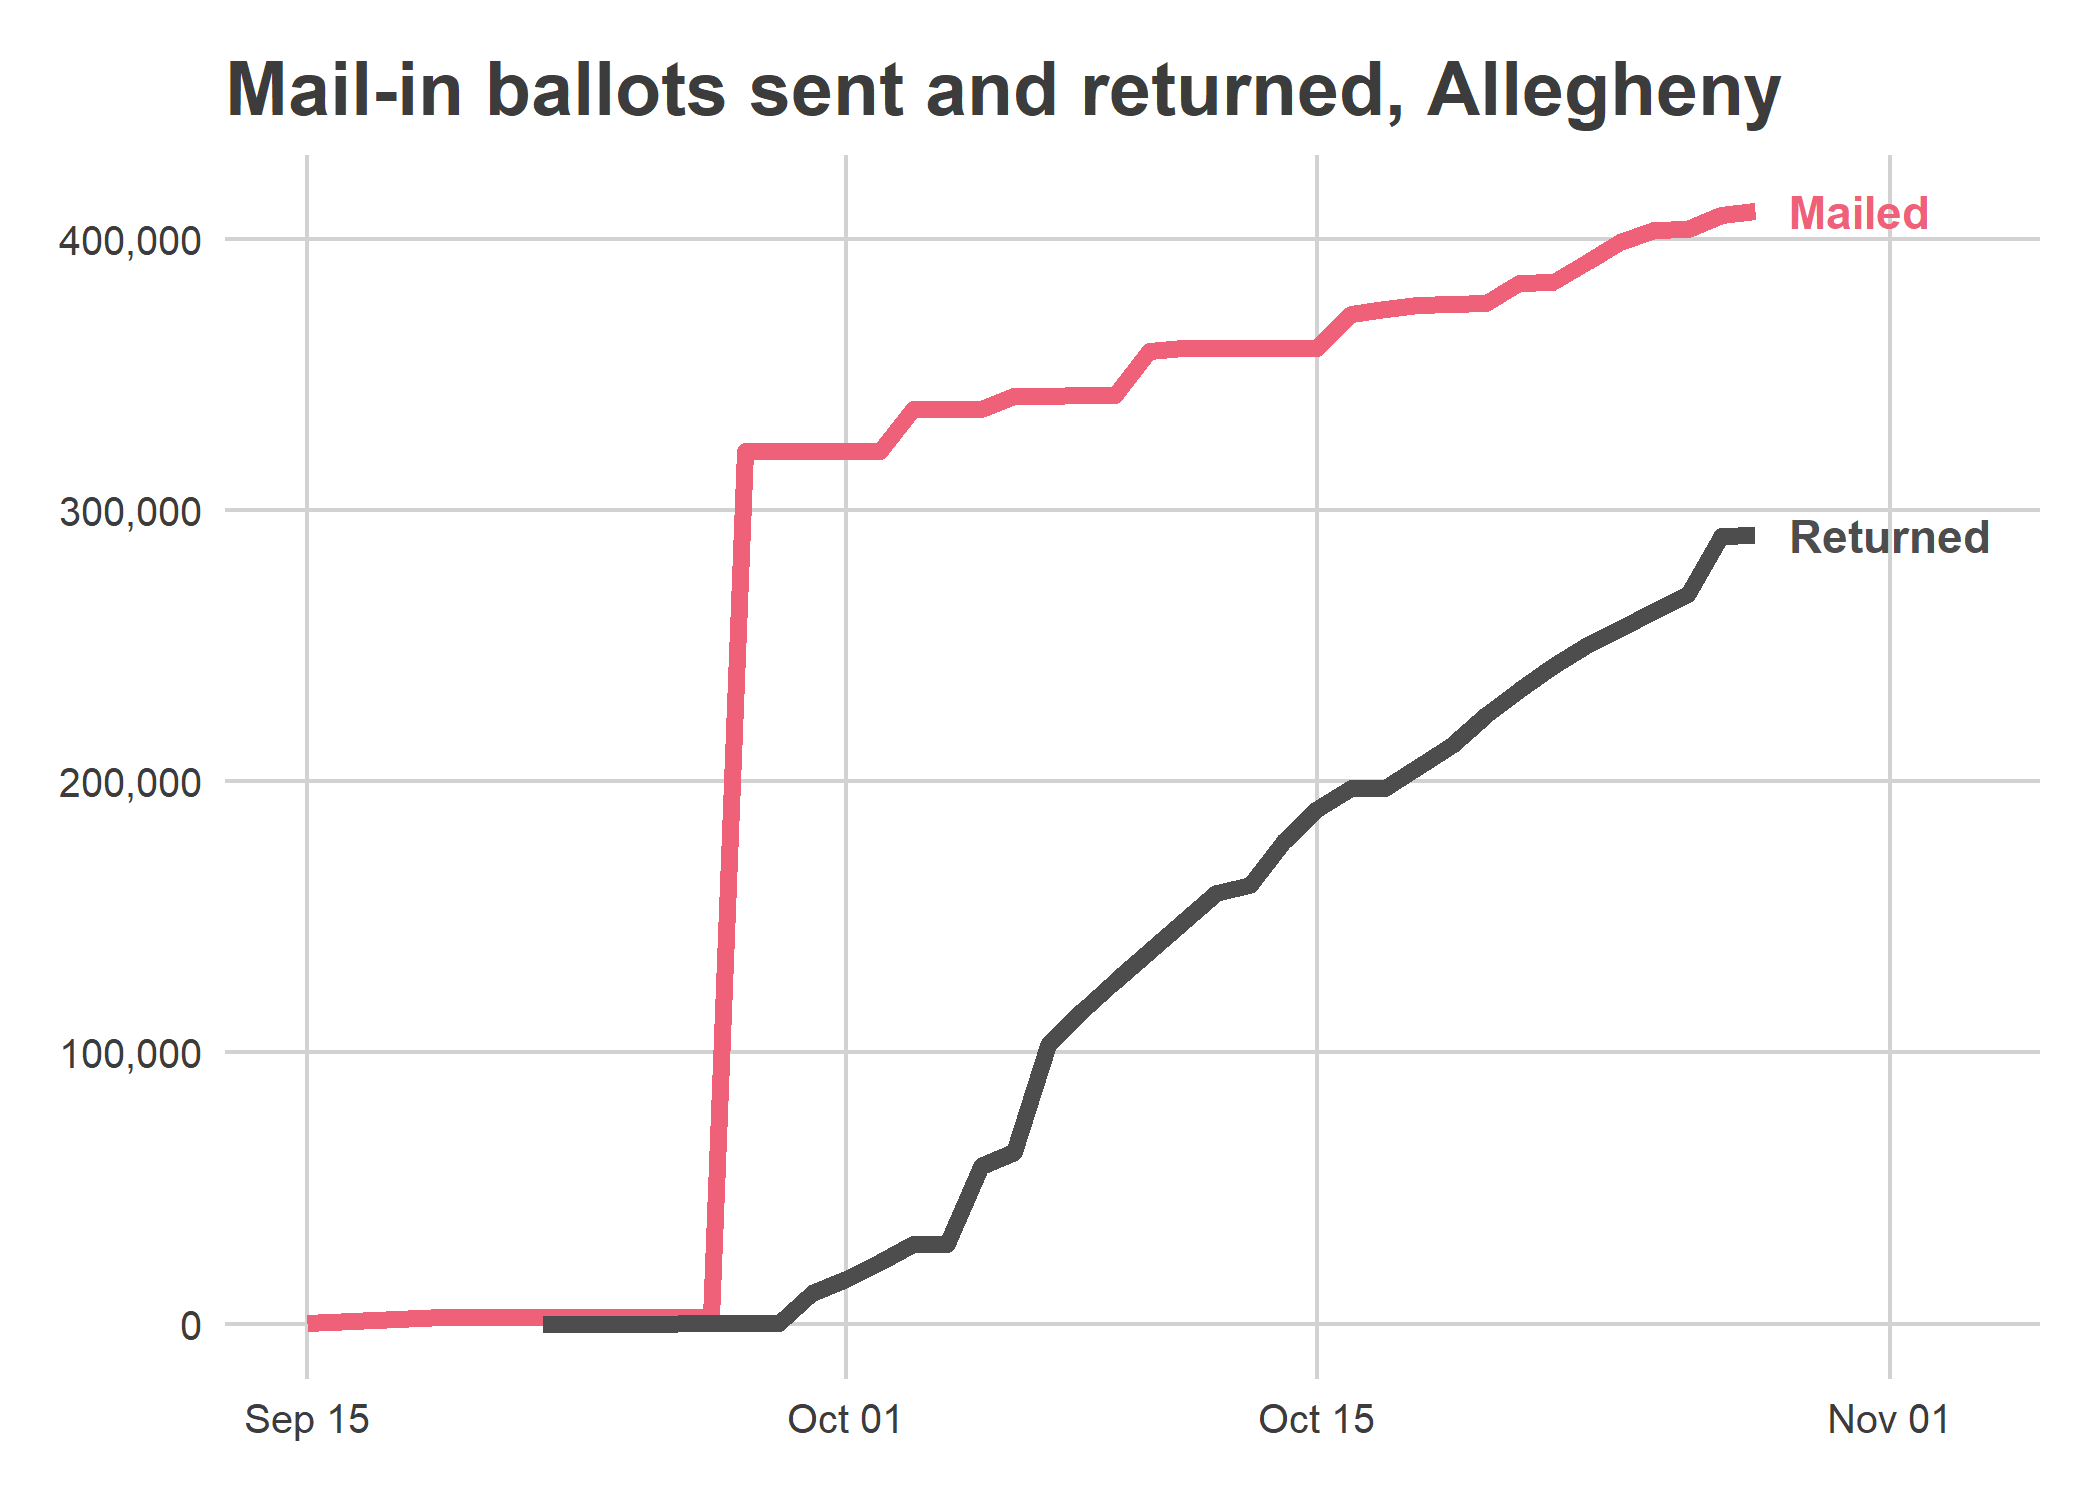 Mail-in ballots sent and returned, Allegheny
400,000
300,000
200,000
100,000
0
Mailed
Returned
Sep 15
Oct 01
Oct 15
Nov 01